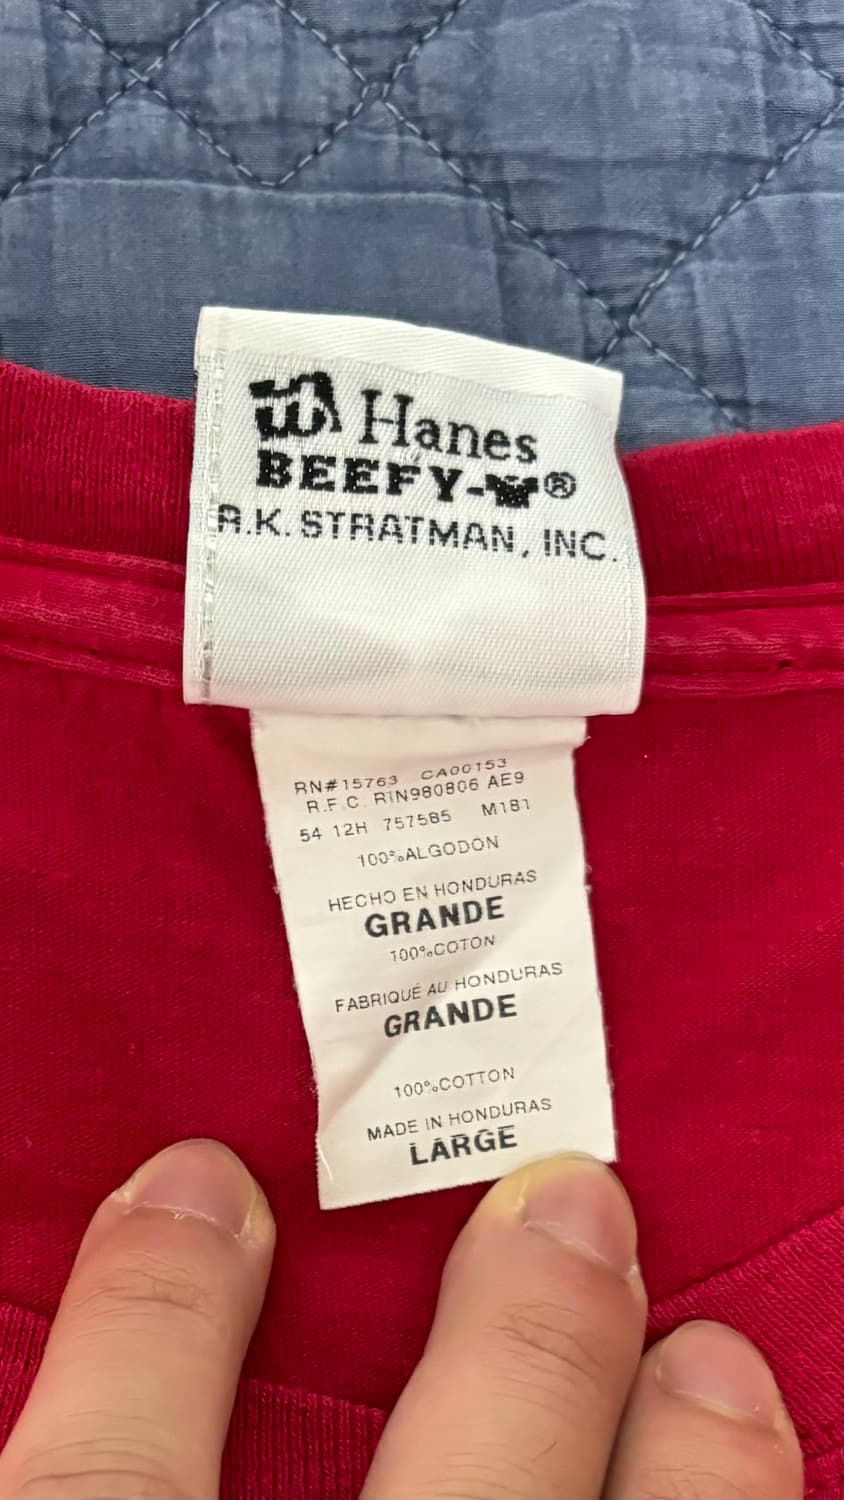 Hanes
BEEFY-®
R.K. STRATMAN, INC.
RN#15763 CA00153
R.F.C. RIN980806 AE9
54 12H 757585 M181
100%ALGODÓN
HECHO EN HONDURAS
GRANDE
100%COTON
FABRIQUÉ AU HONDURAS
GRANDE
100%COTTON
MADE IN HONDURAS
LARGE